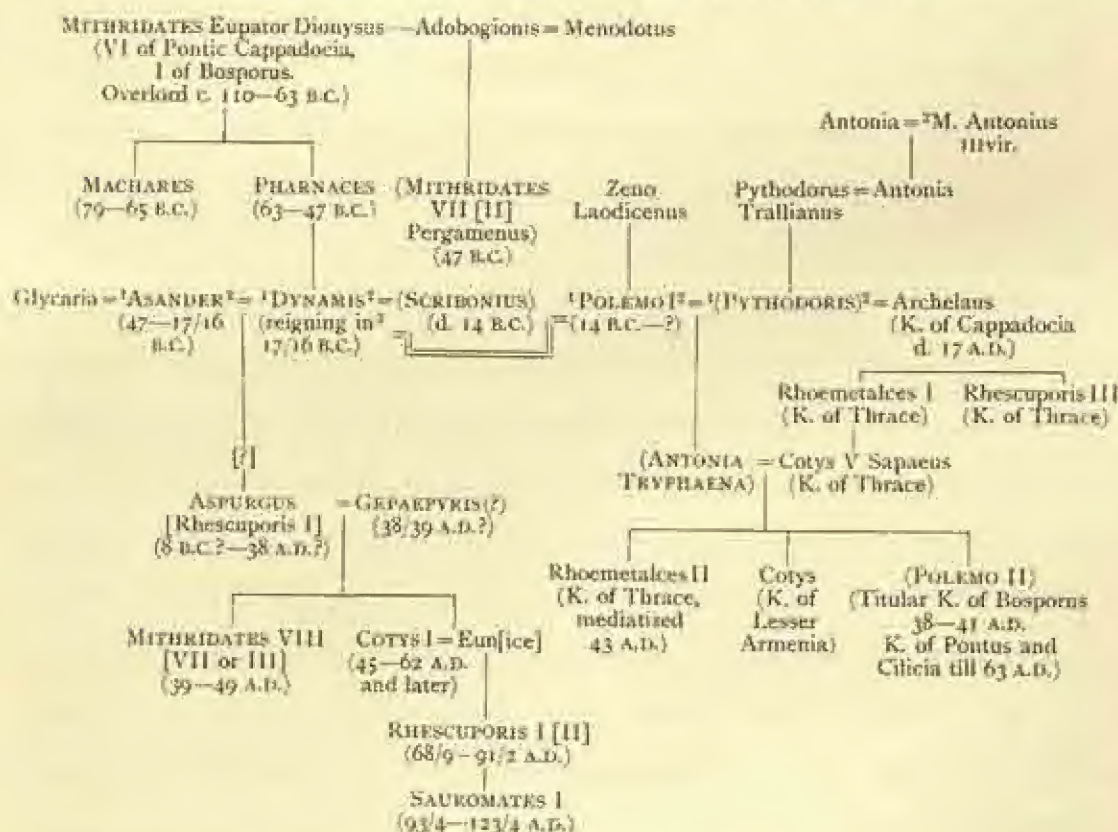 MITHRIDATES Eupator Dionysus —Adobogionis = Menodotus
(VI of Pontic Cappadocia,
I of Bosporus.
Overlord c. 110—63 B.C.)
Antonia = ²M. Antonius
IIIvir.
MACHARES
(79—65 B.C.)
PHARNACES
(63—47 B.C.)
(MITHRIDATES
VII [II]
Pergamenus)
(47 B.C.)
Zeno
Laodicenus
Pythodorus = Antonia
Trallianus
Glycaria = ¹ASANDER² = ¹DYNAMIS² = (SCRIBONIUS) ¹POLEMO I² = ¹(PYTHODORIS)² = Archelaus
(47—17/16
B.C.)
(reigning in³
17/16 B.C.)
=
(d. 14 B.C.)
=(14 B.C.—?)
(K. of Cappadocia
d. 17 A.D.)
Rhoemetalces I
(K. of Thrace)
Rhescuporis III
(K. of Thrace)
[?]
(ANTONIA = Cotys V Sapaeus
TRYPHAENA) (K. of Thrace)
ASPURGUS = GEPAEPYRIS(?)
[Rhescuporis I] (38/39 A.D.?)
(8 B.C.?—38 A.D.?)
Rhoemetalces II
(K. of Thrace,
mediatized
43 A.D.)
Cotys
(K. of
Lesser
Armenia)
(POLEMO II)
(Titular K. of Bosporus
38—41 A.D.
K. of Pontus and
Cilicia till 63 A.D.)
MITHRIDATES VIII
[VII or III]
(39—49 A.D.)
COTYS I = Eun[ice]
(45—62 A.D.
and later)
RHESCUPORIS I [II]
(68/9—91/2 A.D.)
SAUROMATES I
(93/4—123/4 A.D.)